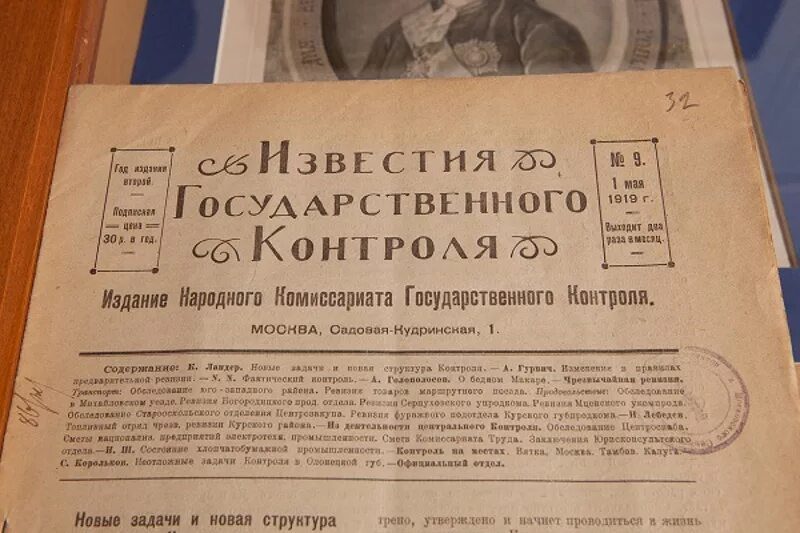 32
Год издания
второй.
Подписная
цена
30 р. в год.
ИЗВЕСТИЯ
ГОСУДАРСТВЕННОГО
КОНТРОЛЯ
№ 9.
1 мая
1919 г.
Выходит два
раза в месяц.
Издание Народного Комиссариата Государственного Контроля.
МОСКВА, Садовая-Кудринская, 1.
Содержание: К. Ландер. Новые задачи и новая структура Контроля.— А. Гурвич. Изменение в правилах
предварительной ревизии. — N. N. Фактический контроль.— А. Голополосов. О бедном Макаре.— Чрезвычайная ревизия.
Транспорт: Обследование юго-западного района. Ревизия товаров маршрутного поезда. Продовольствие: Обследование
в Михайловском уезде. Ревизия Богородицкого прод. отдела. Ревизия Серпуховского упродкома. Ревизия Мценского укомпрода.
Обследование Старооскольского отделения Центрозакупа. Ревизия фуражного подотдела Курского губпродкома.—И. Лебедев.
Топливный отряд чрезв. ревизии Курского района.— Из деятельности центрального Контроля. Обследование Центроснаба.
Сметы национализ. предприятий электротехн. промышленности. Смета Комиссариата Труда. Заключения Юрисконсультского
отдела.—И. Ш. Состояние хлопчатобумажной промышленности.— Контроль на местах. Вятка. Москва. Тамбов. Калуга.—
С. Корольков. Неотложные задачи Контроля в Олонецкой губ.—Официальный отдел.
Новые задачи и новая структура
трено, утверждено и начнет проводиться в жизнь